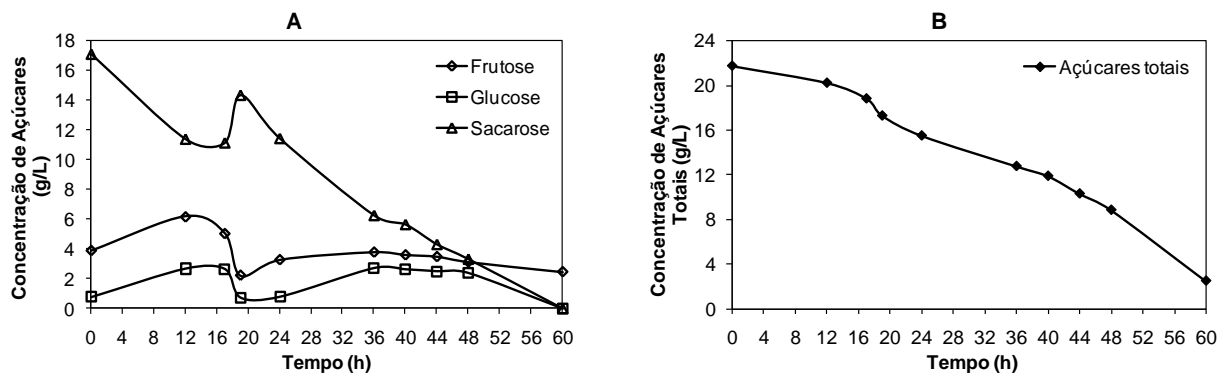 A
Concentração de Açúcares
(g/L)
18
16
14
12
10
8
6
4
2
0
Frutose
Glucose
Sacarose
0 4 8 12 16 20 24 28 32 36 40 44 48 52 56 60
Tempo (h)
B
Concentração de Açúcares
Totais (g/L)
24
20
16
12
8
4
0
Açúcares totais
0 4 8 12 16 20 24 28 32 36 40 44 48 52 56 60
Tempo (h)